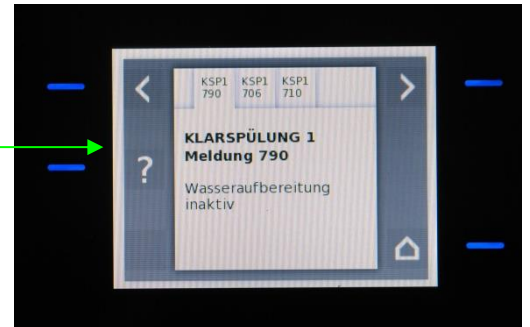 KSP1 KSP1 KSP1
790 706 710
KLARSPÜLUNG 1
Meldung 790
?
Wasseraufbereitung
inaktiv